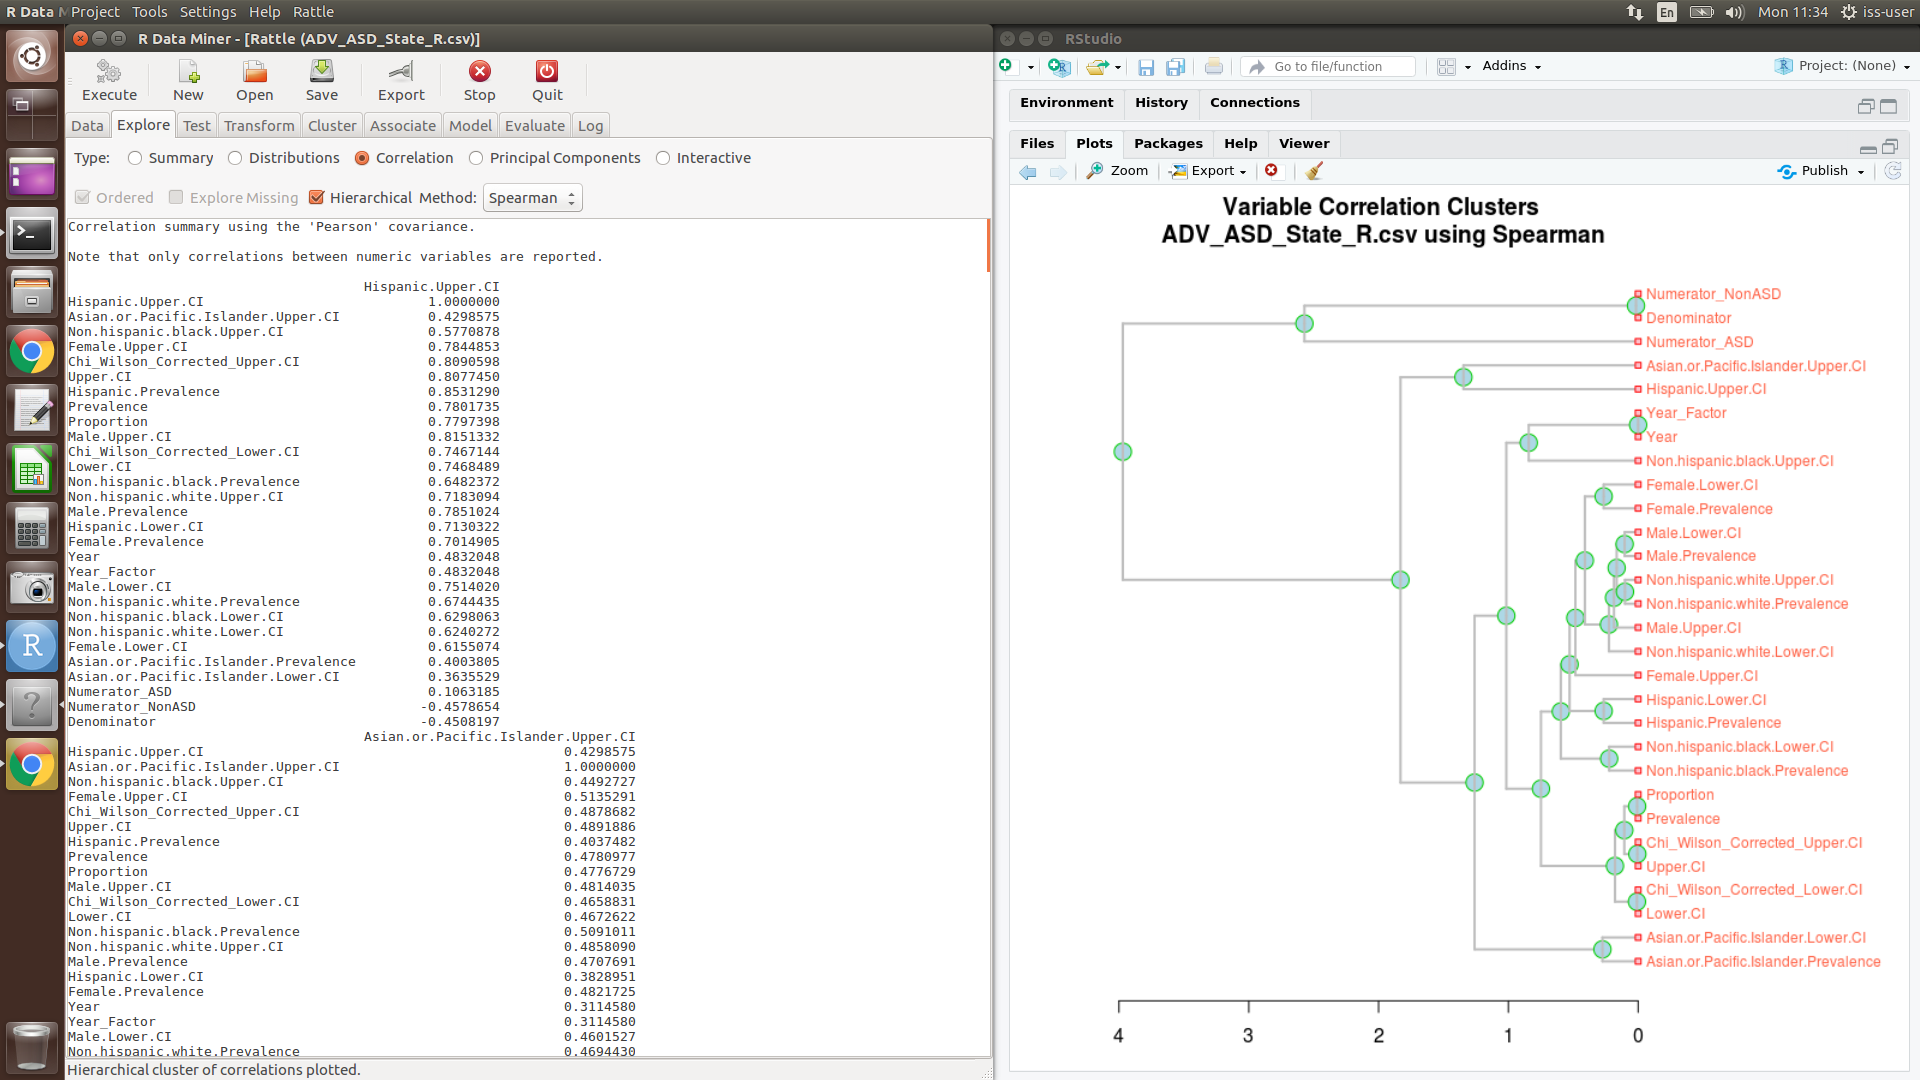 R Data M Project Tools Settings Help Rattle
En Mon 11:34 iss-user
R Data Miner - [Rattle (ADV_ASD_State_R.csv)]
Execute New Open Save Export Stop Quit
Data Explore Test Transform Cluster Associate Model Evaluate Log
Type: Summary Distributions Correlation Principal Components Interactive
Ordered Explore Missing Hierarchical Method: Spearman
Correlation summary using the 'Pearson' covariance.
Note that only correlations between numeric variables are reported.
Hispanic.Upper.CI
Hispanic.Upper.CI 1.0000000
Asian.or.Pacific.Islander.Upper.CI 0.4298575
Non.hispanic.black.Upper.CI 0.5770878
Female.Upper.CI 0.7844853
Chi_Wilson_Corrected_Upper.CI 0.8090598
Upper.CI 0.8077450
Hispanic.Prevalence 0.8531290
Prevalence 0.7801735
Proportion 0.7797398
Male.Upper.CI 0.8151332
Chi_Wilson_Corrected_Lower.CI 0.7467144
Lower.CI 0.7468489
Non.hispanic.black.Prevalence 0.6482372
Non.hispanic.white.Upper.CI 0.7183094
Male.Prevalence 0.7851024
Hispanic.Lower.CI 0.7130322
Female.Prevalence 0.7014905
Year 0.4832048
Year_Factor 0.4832048
Male.Lower.CI 0.7514020
Non.hispanic.white.Prevalence 0.6744435
Non.hispanic.black.Lower.CI 0.6298063
Non.hispanic.white.Lower.CI 0.6240272
Female.Lower.CI 0.6155074
Asian.or.Pacific.Islander.Prevalence 0.4003805
Asian.or.Pacific.Islander.Lower.CI 0.3635529
Numerator_ASD 0.1063185
Numerator_NonASD -0.4578654
Denominator -0.4508197
Asian.or.Pacific.Islander.Upper.CI
Hispanic.Upper.CI 0.4298575
Asian.or.Pacific.Islander.Upper.CI 1.0000000
Non.hispanic.black.Upper.CI 0.4492727
Female.Upper.CI 0.5135291
Chi_Wilson_Corrected_Upper.CI 0.4878682
Upper.CI 0.4891886
Hispanic.Prevalence 0.4037482
Prevalence 0.4780977
Proportion 0.4776729
Male.Upper.CI 0.4814035
Chi_Wilson_Corrected_Lower.CI 0.4658831
Lower.CI 0.4672622
Non.hispanic.black.Prevalence 0.5091011
Non.hispanic.white.Upper.CI 0.4858090
Male.Prevalence 0.4707691
Hispanic.Lower.CI 0.3828951
Female.Prevalence 0.4821725
Year 0.3114580
Year_Factor 0.3114580
Male.Lower.CI 0.4601527
Non.hispanic.white.Prevalence 0.4694430
Hierarchical cluster of correlations plotted.
RStudio
Go to file/function Addins Project: (None)
Environment History Connections
Files Plots Packages Help Viewer
Zoom Export Publish
Variable Correlation Clusters
ADV_ASD_State_R.csv using Spearman
Numerator_NonASD
Denominator
Numerator_ASD
Asian.or.Pacific.Islander.Upper.CI
Hispanic.Upper.CI
Year_Factor
Year
Non.hispanic.black.Upper.CI
Female.Lower.CI
Female.Prevalence
Male.Lower.CI
Male.Prevalence
Non.hispanic.white.Upper.CI
Non.hispanic.white.Prevalence
Male.Upper.CI
Non.hispanic.white.Lower.CI
Female.Upper.CI
Hispanic.Lower.CI
Hispanic.Prevalence
Non.hispanic.black.Lower.CI
Non.hispanic.black.Prevalence
Proportion
Prevalence
Chi_Wilson_Corrected_Upper.CI
Upper.CI
Chi_Wilson_Corrected_Lower.CI
Lower.CI
Asian.or.Pacific.Islander.Lower.CI
Asian.or.Pacific.Islander.Prevalence
4 3 2 1 0